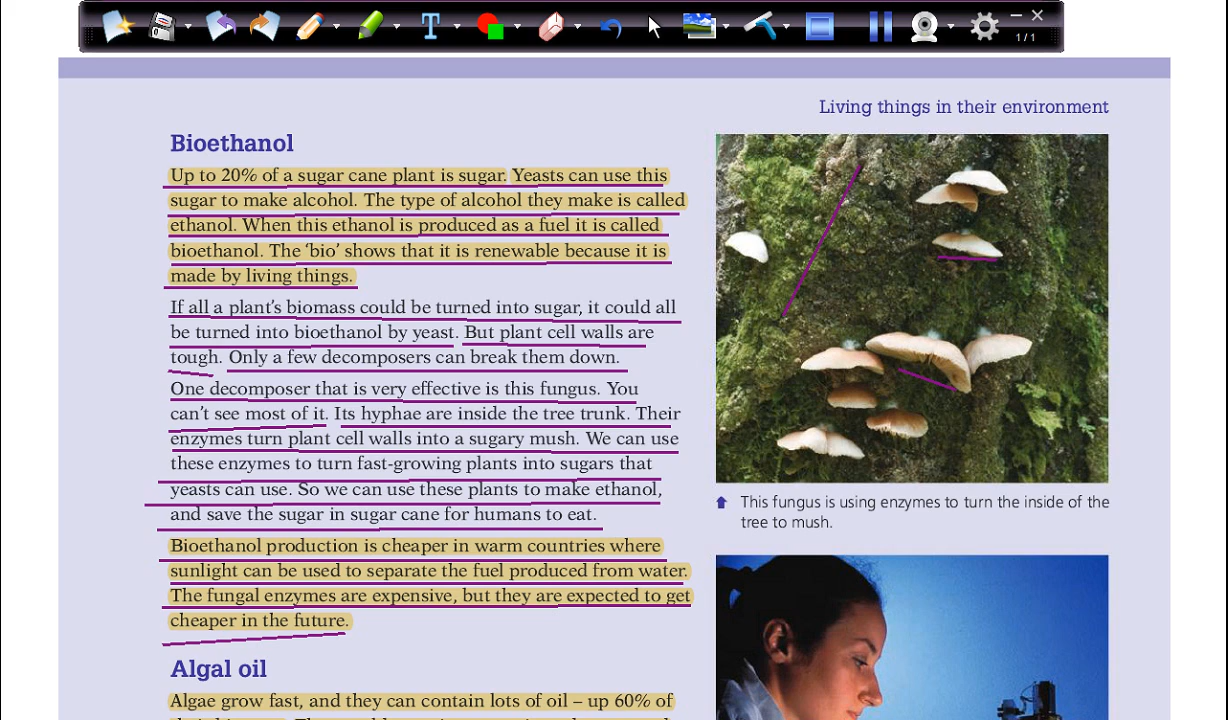 1/1
Living things in their environment
Bioethanol
Up to 20% of a sugar cane plant is sugar. Yeasts can use this
sugar to make alcohol. The type of alcohol they make is called
ethanol. When this ethanol is produced as a fuel it is called
bioethanol. The ‘bio’ shows that it is renewable because it is
made by living things.
If all a plant’s biomass could be turned into sugar, it could all
be turned into bioethanol by yeast. But plant cell walls are
tough. Only a few decomposers can break them down.
One decomposer that is very effective is this fungus. You
can’t see most of it. Its hyphae are inside the tree trunk. Their
enzymes turn plant cell walls into a sugary mush. We can use
these enzymes to turn fast-growing plants into sugars that
yeasts can use. So we can use these plants to make ethanol,
and save the sugar in sugar cane for humans to eat.
Bioethanol production is cheaper in warm countries where
sunlight can be used to separate the fuel produced from water.
The fungal enzymes are expensive, but they are expected to get
cheaper in the future.
Algal oil
Algae grow fast, and they can contain lots of oil – up 60% of
This fungus is using enzymes to turn the inside of the
tree to mush.